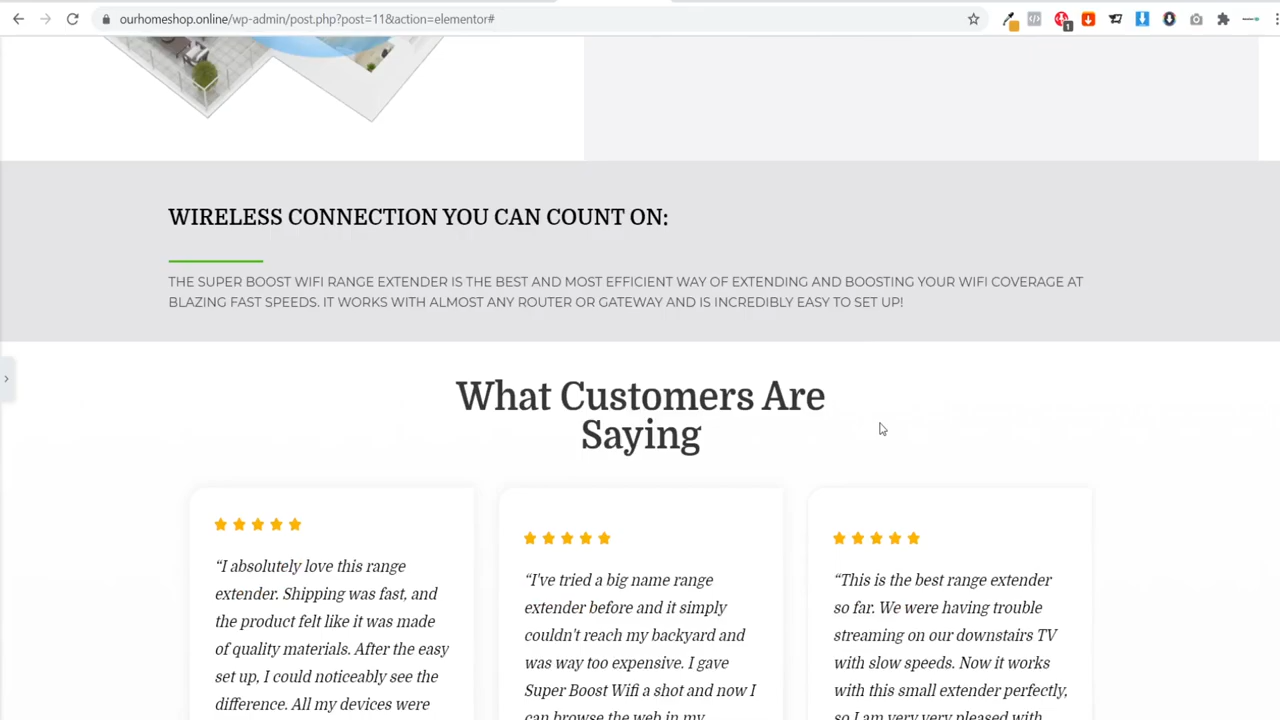 ourhomeshop.online/wp-admin/post.php?post=11&action=elementor#
1
WIRELESS CONNECTION YOU CAN COUNT ON:
THE SUPER BOOST WIFI RANGE EXTENDER IS THE BEST AND MOST EFFICIENT WAY OF EXTENDING AND BOOSTING YOUR WIFI COVERAGE AT
BLAZING FAST SPEEDS. IT WORKS WITH ALMOST ANY ROUTER OR GATEWAY AND IS INCREDIBLY EASY TO SET UP!
What Customers Are
Saying
“I absolutely love this range
extender. Shipping was fast, and
the product felt like it was made
of quality materials. After the easy
set up, I could noticeably see the
difference. All my devices were
“I've tried a big name range
extender before and it simply
couldn't reach my backyard and
was way too expensive. I gave
Super Boost Wifi a shot and now I
can browse the web in my
“This is the best range extender
so far. We were having trouble
streaming on our downstairs TV
with slow speeds. Now it works
with this small extender perfectly,
so I am very very pleased with